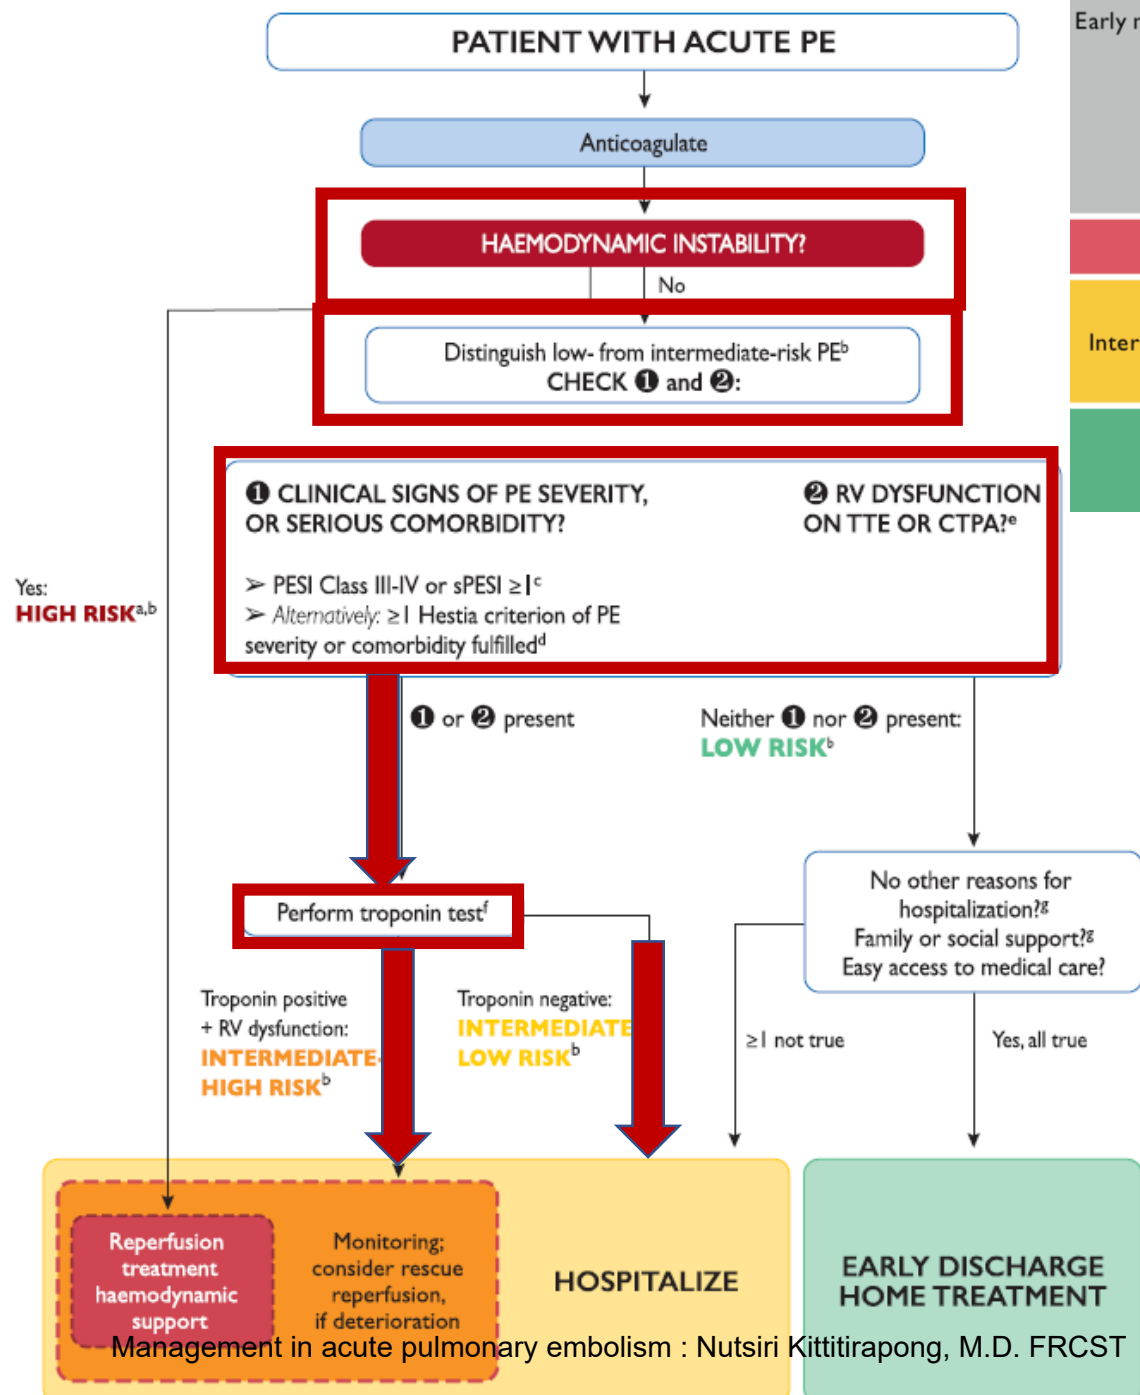 PATIENT WITH ACUTE PE
Early
Anticoagulate
HAEMODYNAMIC INSTABILITY?
No
Distinguish low- from intermediate-risk PEᵇ
CHECK ❶ and ❷:
Inter
❶ CLINICAL SIGNS OF PE SEVERITY,
OR SERIOUS COMORBIDITY?
➢ PESI Class III-IV or sPESI ≥Iᶜ
➢ Alternatively: ≥1 Hestia criterion of PE
severity or comorbidity fulfilledᵈ
❷ RV DYSFUNCTION
ON TTE OR CTPA?ᵉ
Yes:
HIGH RISKᵃ,ᵇ
❶ or ❷ present
Neither ❶ nor ❷ present:
LOW RISKᵇ
Perform troponin testᶠ
No other reasons for
hospitalization?ᵍ
Family or social support?ᵍ
Easy access to medical care?
Troponin positive
+ RV dysfunction:
INTERMEDIATE-
HIGH RISKᵇ
Troponin negative:
INTERMEDIATE
LOW RISKᵇ
≥1 not true
Yes, all true
Reperfusion
treatment
haemodynamic
support
Monitoring;
consider rescue
reperfusion,
if deterioration
HOSPITALIZE
EARLY DISCHARGE
HOME TREATMENT
Management in acute pulmonary embolism : Nutsiri Kittitirapong, M.D. FRCST